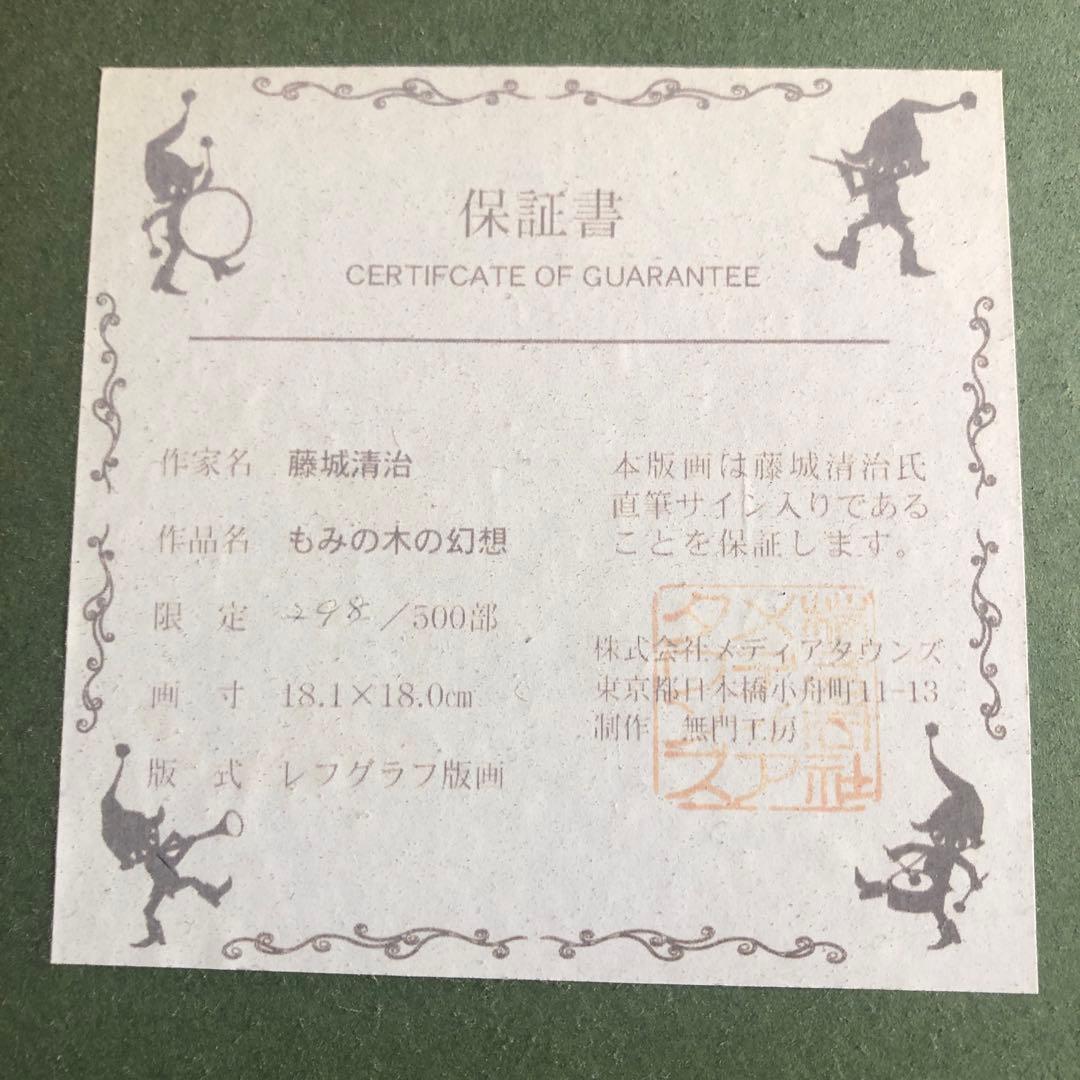 保証書
CERTIFCATE OF GUARANTEE
作家名 藤城清治
作品名 もみの木の幻想
限 定 298/500部
画 寸 18.1×18.0cm
版 式 レフグラフ版画
本版画は藤城清治氏
直筆サイン入りである
ことを保証します。
株式会社メディアタウンズ
東京都日本橋小舟町11-13
制作 無門工房